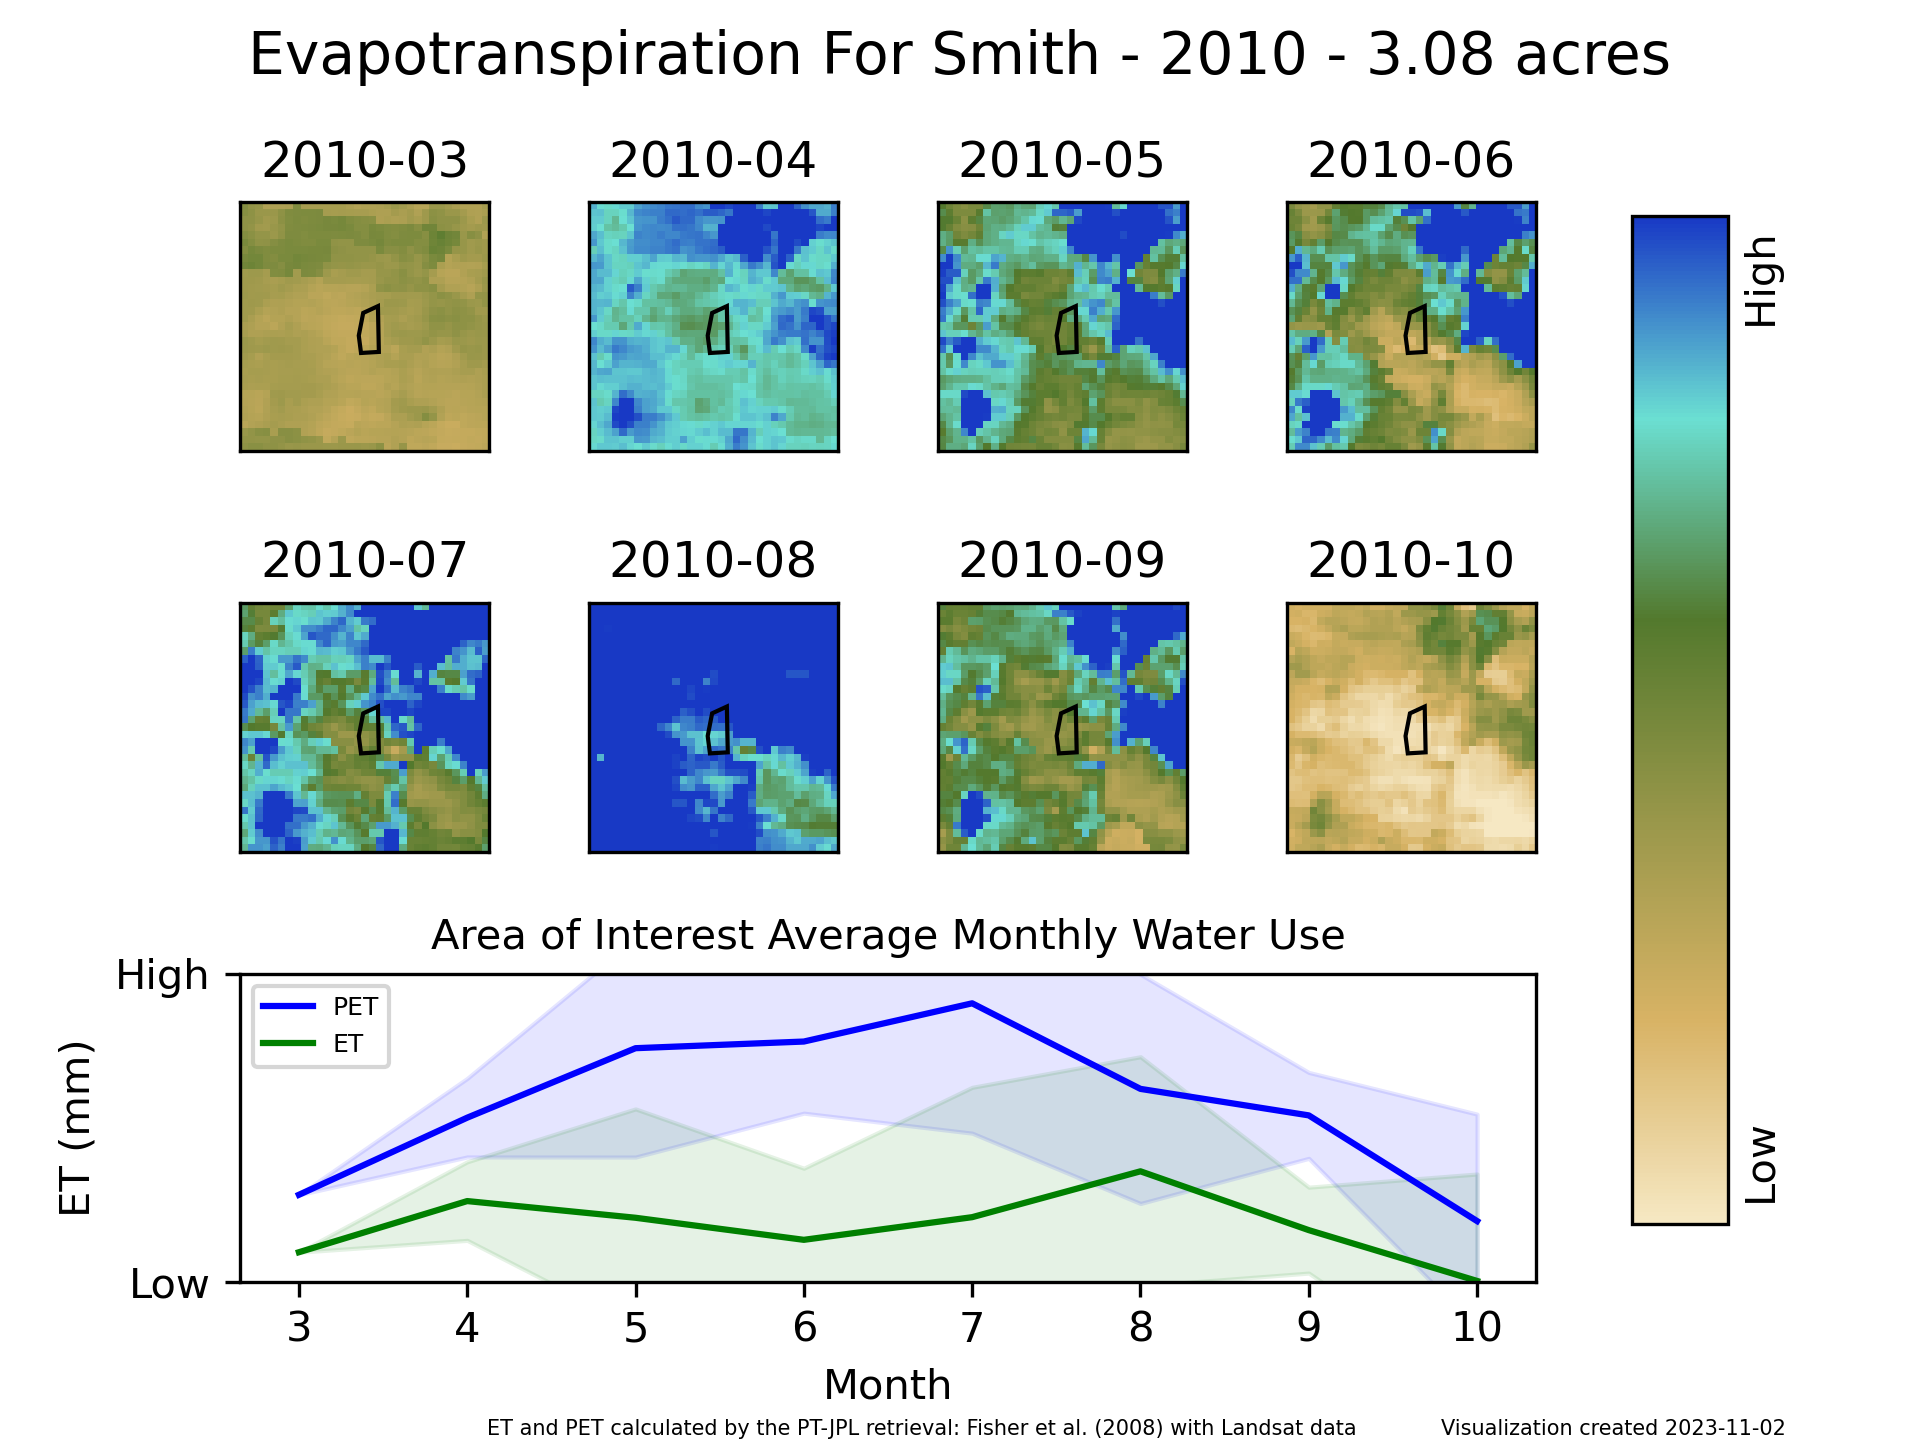 Evapotranspiration For Smith - 2010 - 3.08 acres
2010-03 2010-04 2010-05 2010-06
High
2010-07 2010-08 2010-09 2010-10
Low
Area of Interest Average Monthly Water Use
High
PET
ET
ET (mm)
Low
3 4 5 6 7 8 9 10
Month
ET and PET calculated by the PT-JPL retrieval: Fisher et al. (2008) with Landsat data
Visualization created 2023-11-02